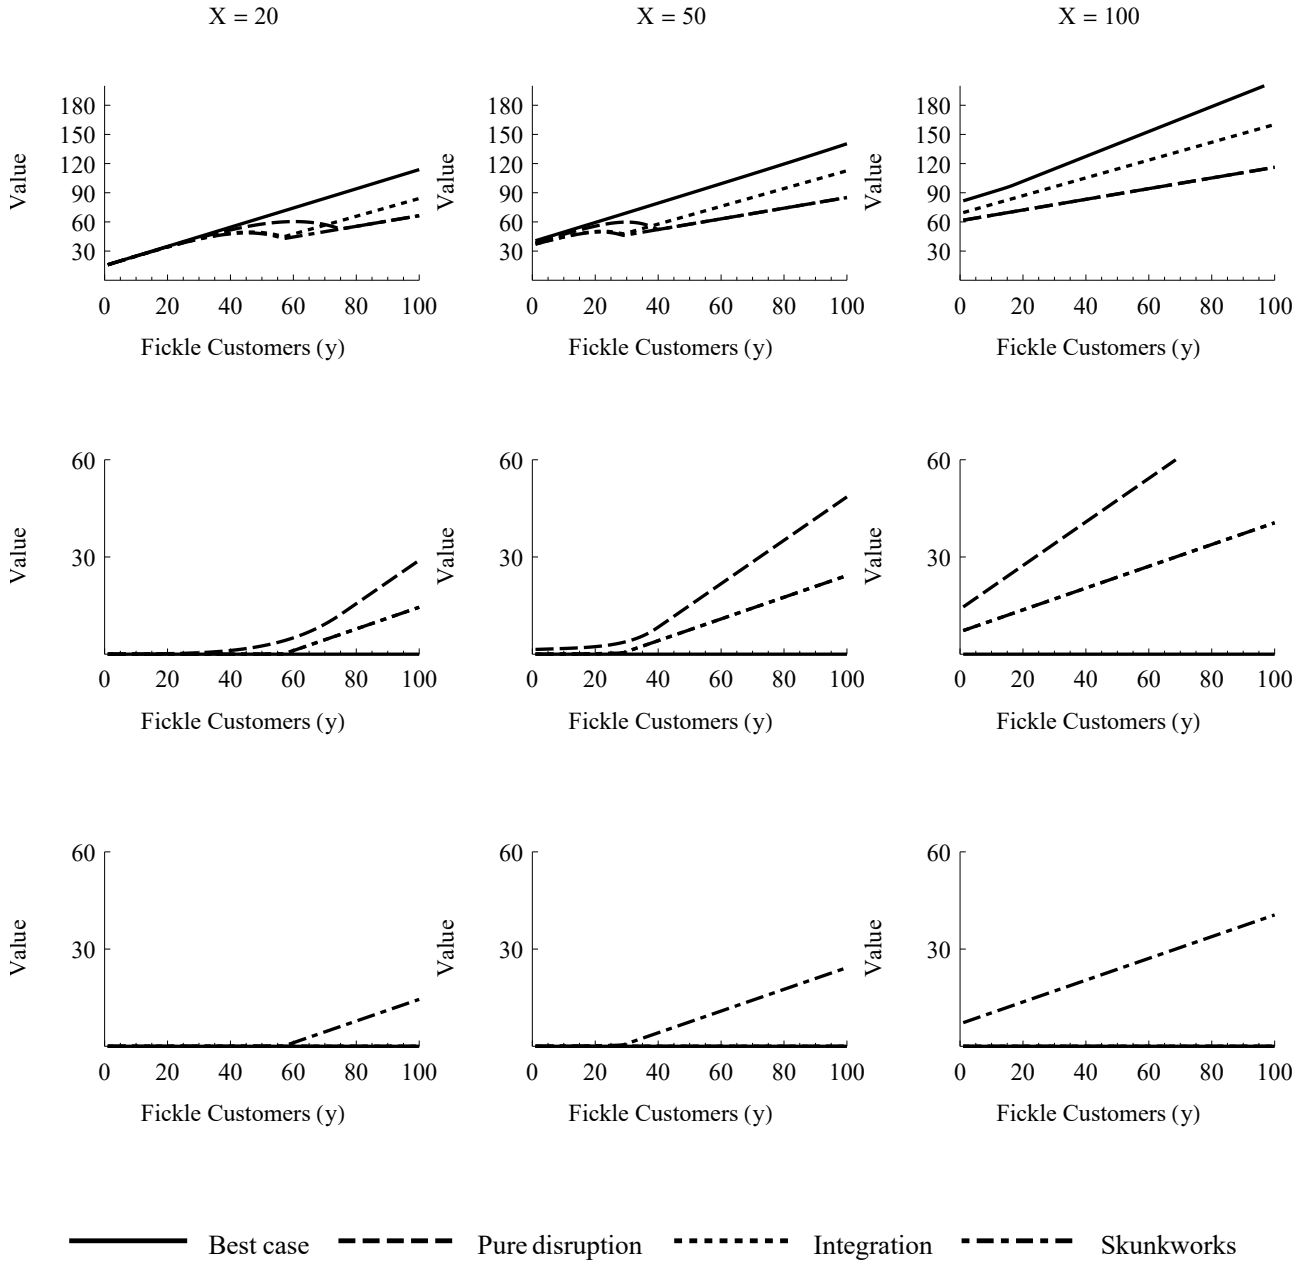 X = 20 X = 50 X = 100
180 180 180
150 150 150
120 120 120
90 90 90
60 60 60
30 30 30
Value Value Value
0 20 40 60 80 100 0 20 40 60 80 100 0 20 40 60 80 100
Fickle Customers (y) Fickle Customers (y) Fickle Customers (y)
60 60 60
30 30 30
Value Value Value
0 20 40 60 80 100 0 20 40 60 80 100 0 20 40 60 80 100
Fickle Customers (y) Fickle Customers (y) Fickle Customers (y)
60 60 60
30 30 30
Value Value Value
0 20 40 60 80 100 0 20 40 60 80 100 0 20 40 60 80 100
Fickle Customers (y) Fickle Customers (y) Fickle Customers (y)
Best case Pure disruption Integration Skunkworks